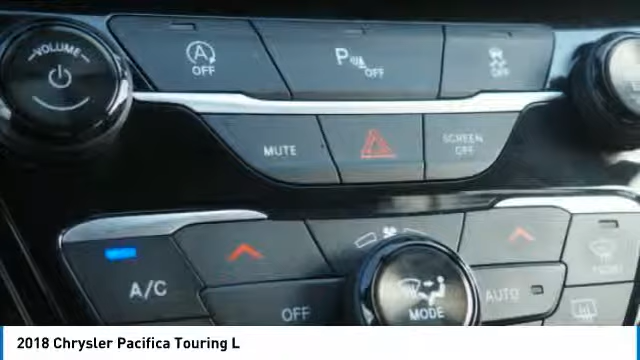 VOLUME
A OFF
P OFF
OFF
MUTE
SCREEN OFF
A/C
OFF
MODE
AUTO
2018 Chrysler Pacifica Touring L